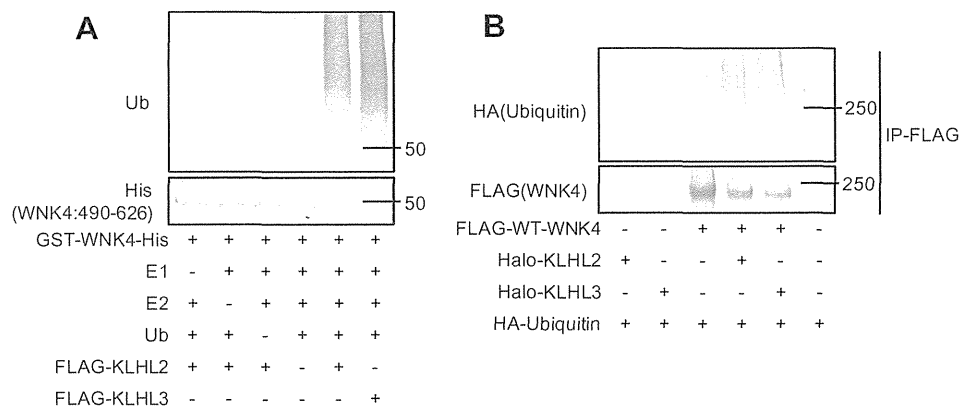 A
Ub
50
His
(WNK4:490-626)
50
GST-WNK4-His + + + + + +
E1 - + + + + +
E2 + - + + + +
Ub + + - + + +
FLAG-KLHL2 + + + - + -
FLAG-KLHL3 - - - - - +
B
HA(Ubiquitin)
250
IP-FLAG
FLAG(WNK4)
250
FLAG-WT-WNK4 - - + + + -
Halo-KLHL2 + - - + - -
Halo-KLHL3 - + - - + -
HA-Ubiquitin + + + + + +